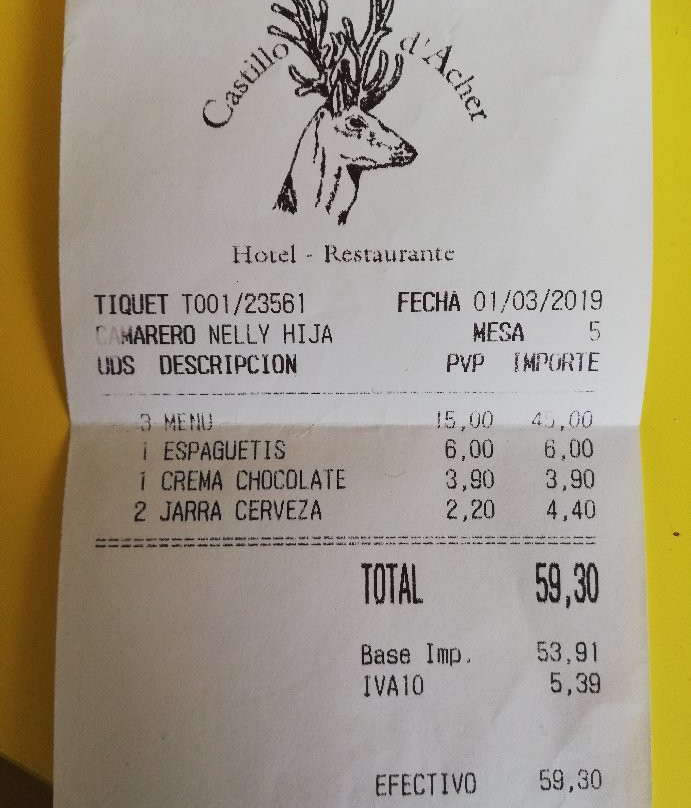 Castillo d'Acher
Hotel - Restaurante
TIQUET T001/23561 FECHA 01/03/2019
CAMARERO NELLY HIJA MESA 5
UDS DESCRIPCION PVP IMPORTE
3 MENU 15,00 45,00
1 ESPAGUETIS 6,00 6,00
1 CREMA CHOCOLATE 3,90 3,90
2 JARRA CERVEZA 2,20 4,40
TOTAL 59,30
Base Imp. 53,91
IVA10 5,39
EFECTIVO 59,30